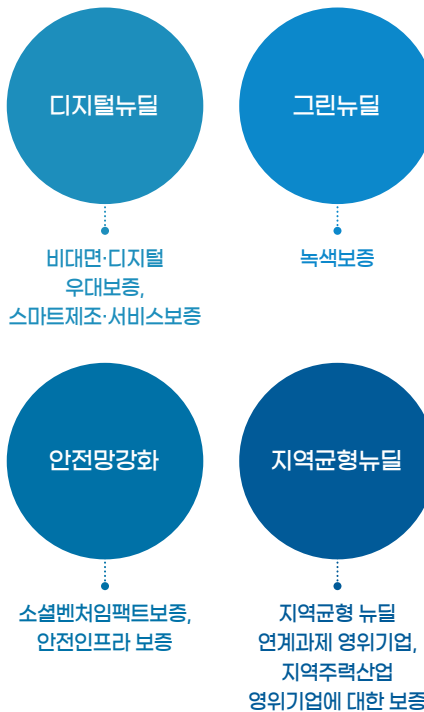 디지털뉴딜
비대면·디지털
우대보증,
스마트제조·서비스보증
그린뉴딜
녹색보증
안전망강화
소셜벤처임팩트보증,
안전인프라 보증
지역균형뉴딜
지역균형 뉴딜
연계과제 영위기업,
지역주력산업
영위기업에 대한 보증